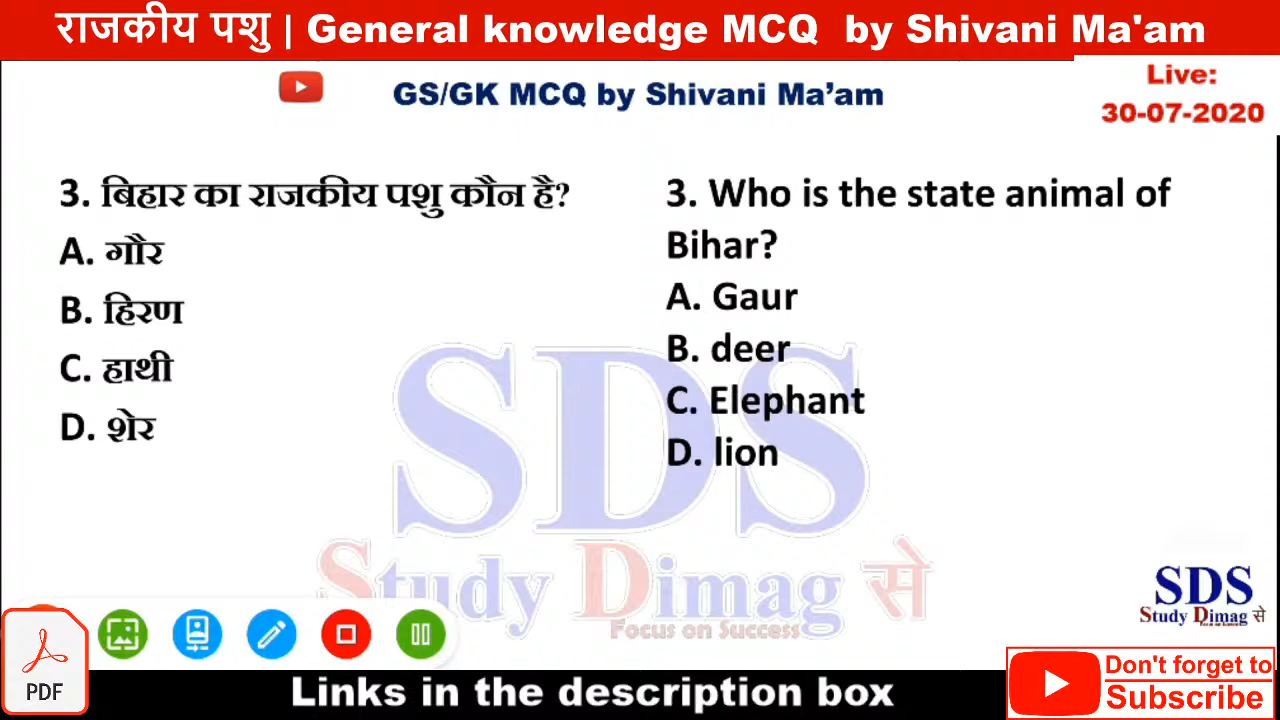 राजकीय पशु | General knowledge MCQ by Shivani Ma'am
GS/GK MCQ by Shivani Ma’am
Live:
30-07-2020
3. बिहार का राजकीय पशु कौन है?
A. गौर
B. हिरण
C. हाथी
D. शेर
3. Who is the state animal of
Bihar?
A. Gaur
B. deer
C. Elephant
D. lion
SDS
Study Dimag से
Focus on Success
SDS
Study Dimag से
PDF
Links in the description box
Don't forget to
Subscribe